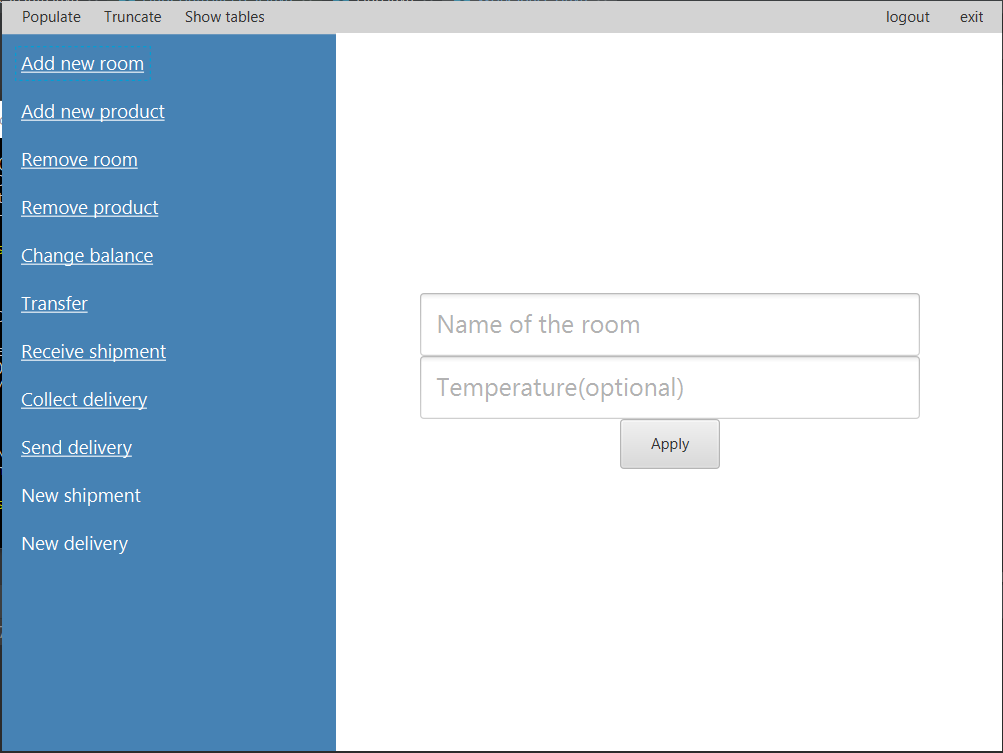 Populate Truncate Show tables logout exit
Add new room
Add new product
Remove room
Remove product
Change balance
Transfer
Receive shipment
Collect delivery
Send delivery
New shipment
New delivery
Name of the room
Temperature(optional)
Apply